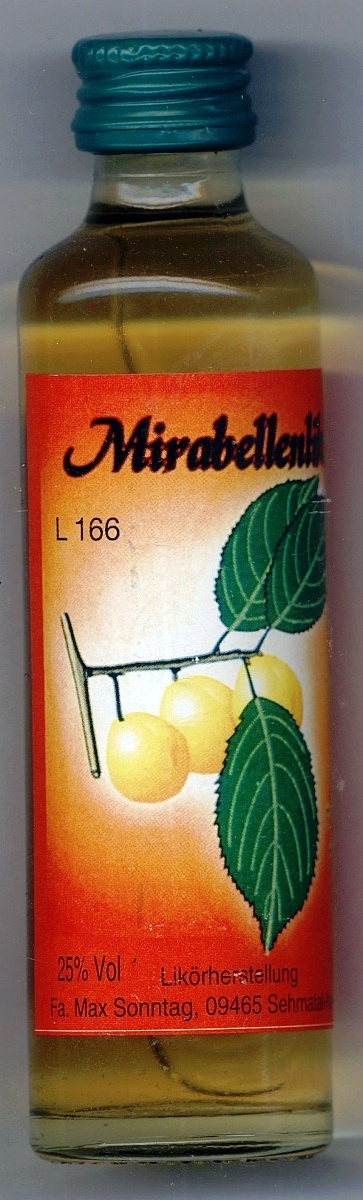 Mirabellenli
L 166
25% Vol
Likörherstellung
Fa. Max Sonntag, 09465 Sehmatal-